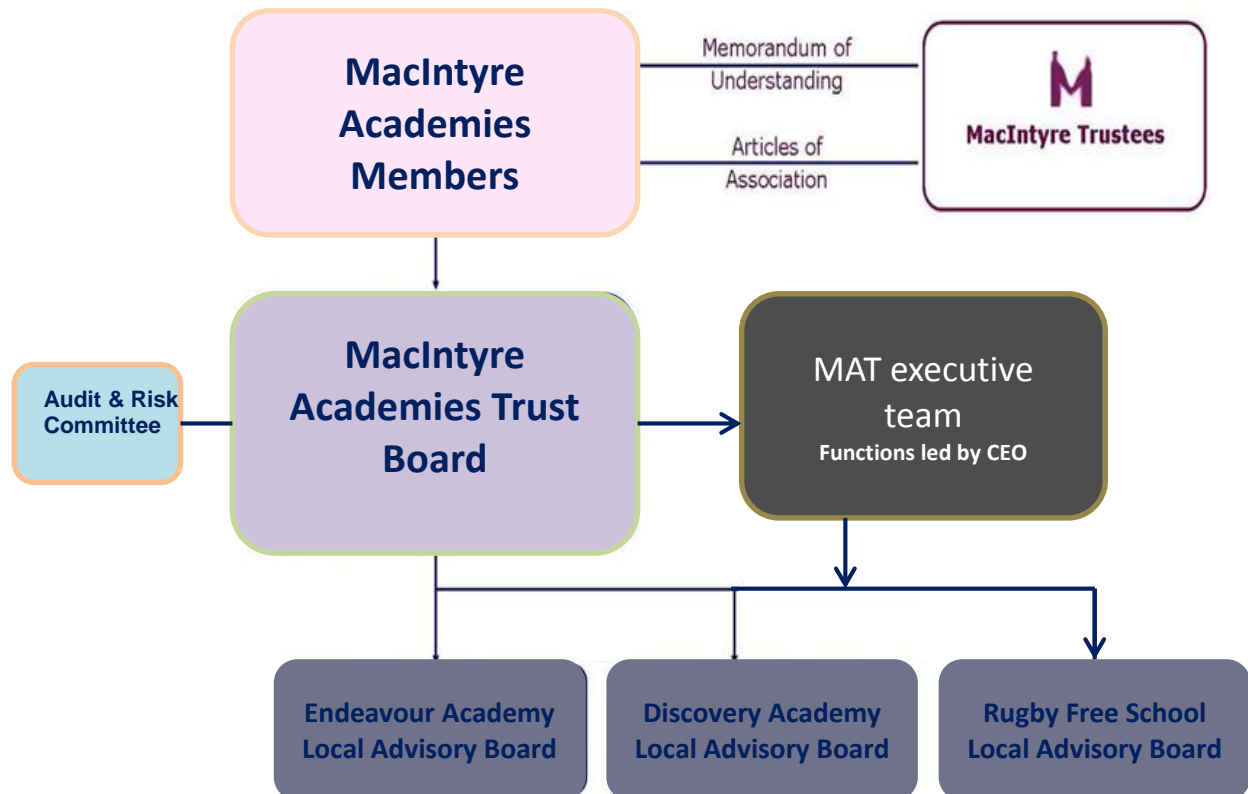 MacIntyre
Academies
Members
Memorandum of
Understanding
Articles of
Association
M
MacIntyre Trustees
Audit & Risk
Committee
MacIntyre
Academies Trust
Board
MAT executive
team
Functions led by CEO
Endeavour Academy
Local Advisory Board
Discovery Academy
Local Advisory Board
Rugby Free School
Local Advisory Board